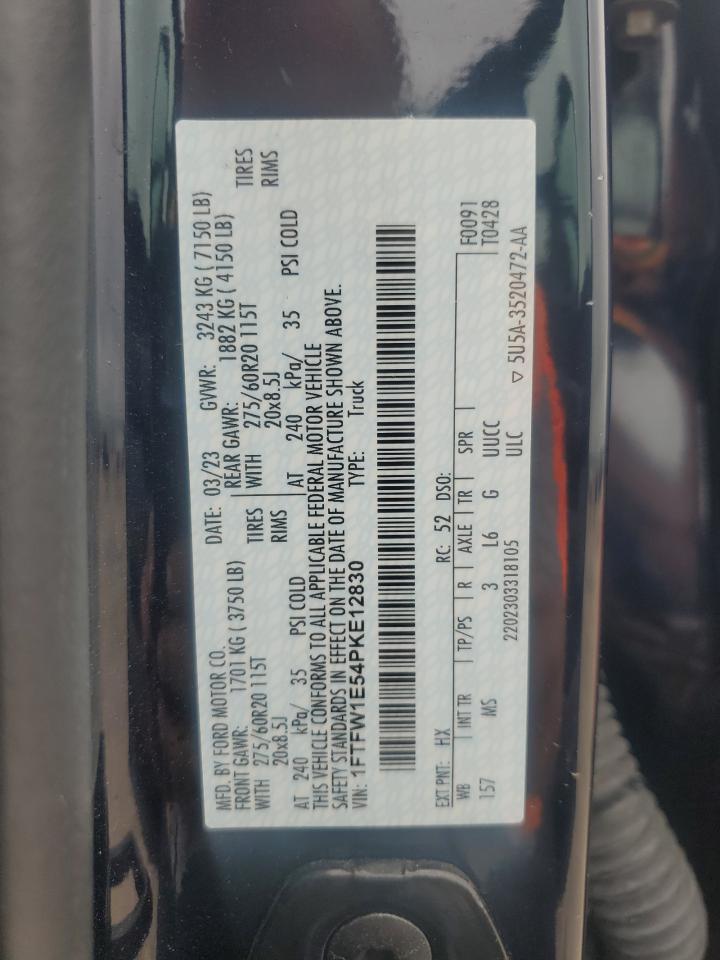 MFD. BY FORD MOTOR CO.
DATE: 03/23 GVWR: 3243 KG ( 7150 LB)
FRONT GAWR: 1701 KG ( 3750 LB) REAR GAWR: 1882 KG ( 4150 LB)
WITH 275/60R20 115T TIRES WITH 275/60R20 115T TIRES
20x8.5J RIMS 20x8.5J RIMS
AT 240 kPa/ 35 PSI COLD AT 240 kPa/ 35 PSI COLD
THIS VEHICLE CONFORMS TO ALL APPLICABLE FEDERAL MOTOR VEHICLE
SAFETY STANDARDS IN EFFECT ON THE DATE OF MANUFACTURE SHOWN ABOVE.
VIN: 1FTFW1E54PKE12830 TYPE: Truck
EXT PNT: HX RC: 52 DSO:
WB INT TR TP/PS R AXLE TR SPR F0091
157 MS 3 L6 G UUCC T0428
2202303318105 ULC ▽ 5U5A-3520472-AA